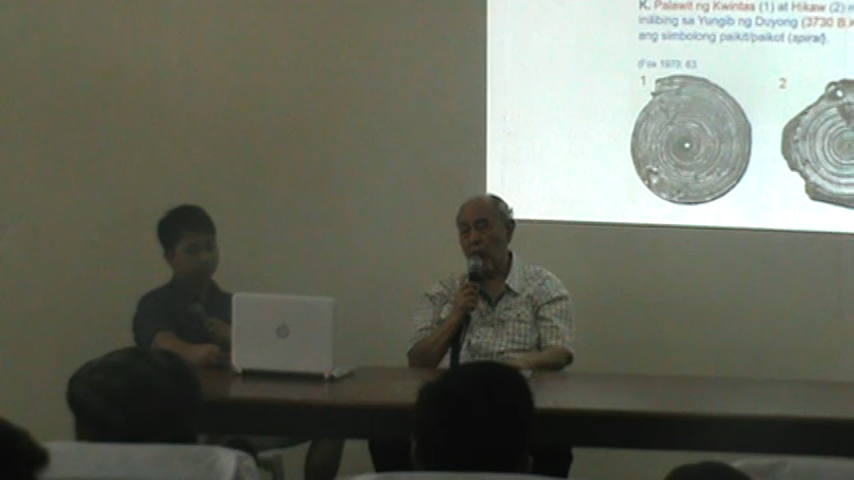 K. Palawit ng Kwintas (1) at Hikaw (2)
inilibing sa Yungib ng Duyong (3730 B.
ang simbolong paikit/paikot (spiral).
(Fox 1970: 63
1
2
hp